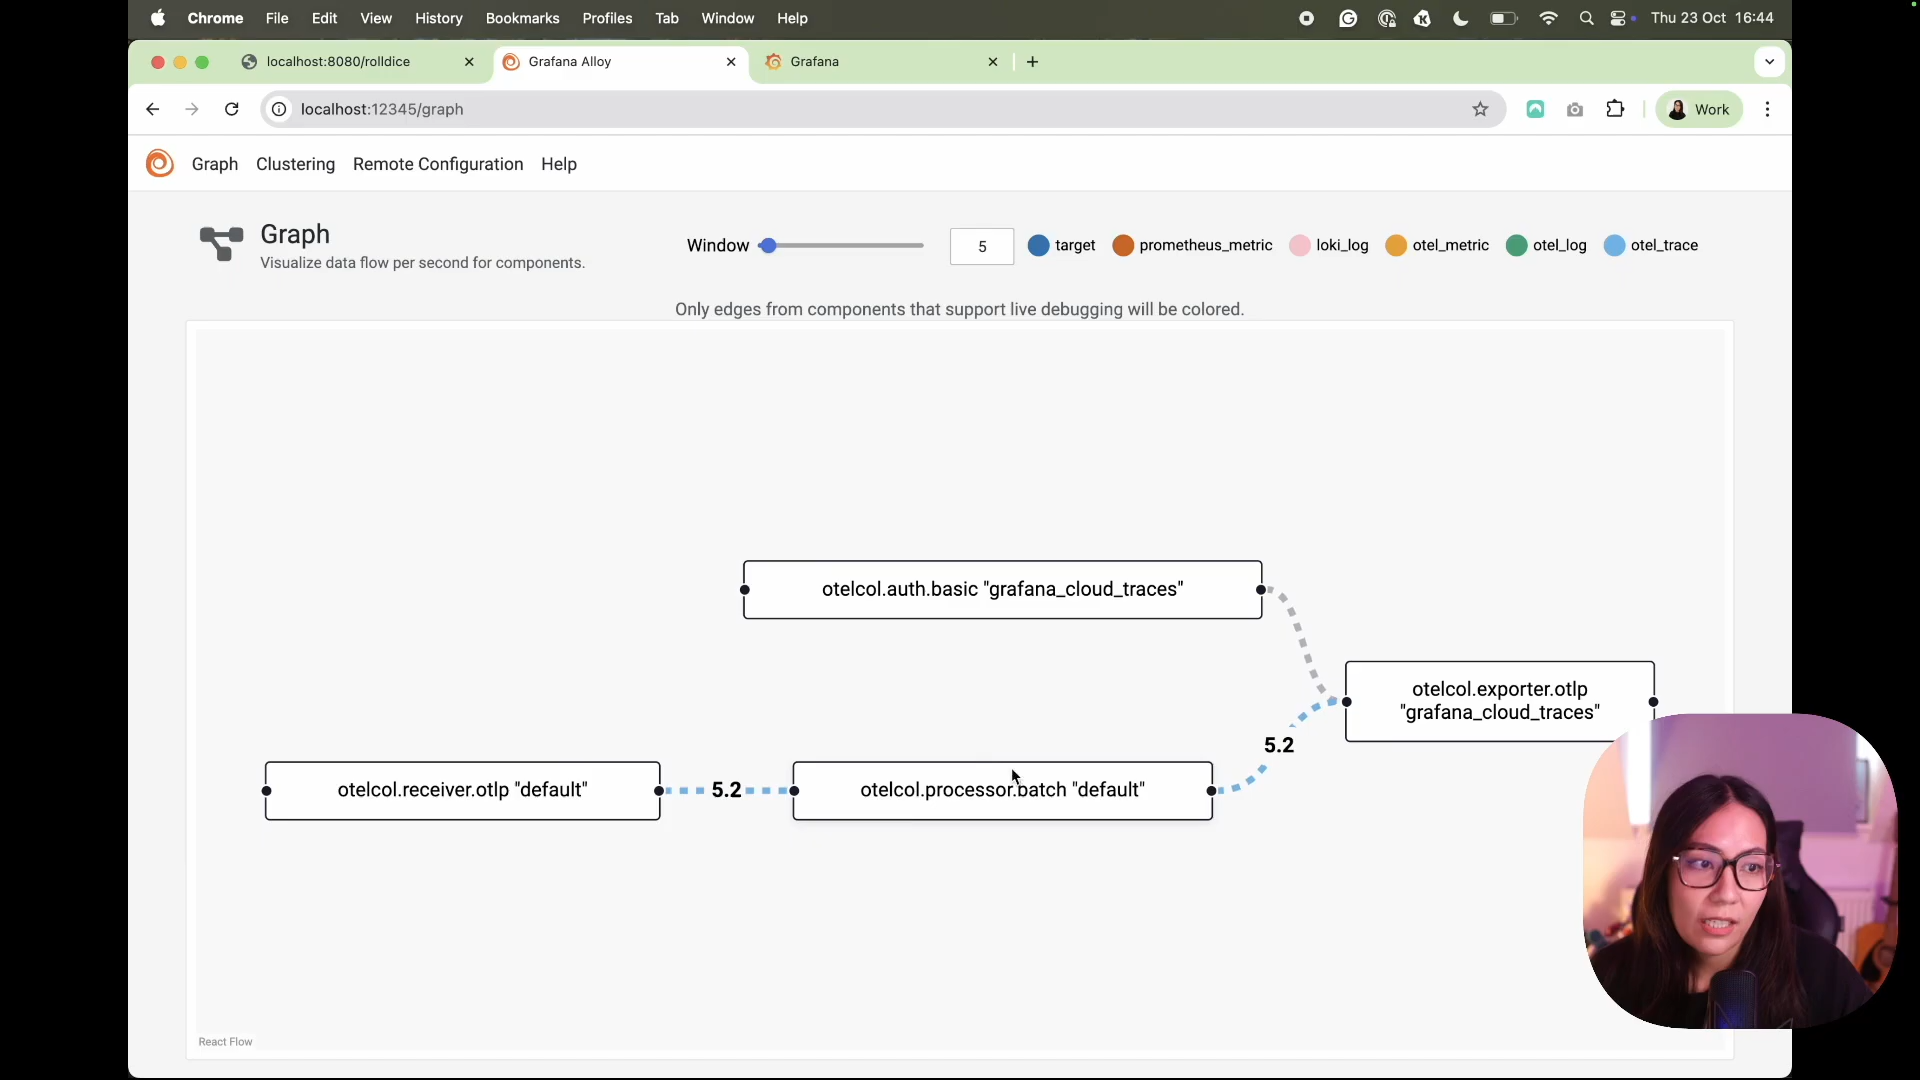 Chrome File Edit View History Bookmarks Profiles Tab Window Help Thu 23 Oct 16:44
localhost:8080/rolldice Grafana Alloy Grafana
localhost:12345/graph Work
Graph Clustering Remote Configuration Help
Graph
Visualize data flow per second for components.
Window 5 target prometheus_metric loki_log otel_metric otel_log otel_trace
Only edges from components that support live debugging will be colored.
otelcol.auth.basic "grafana_cloud_traces"
otelcol.exporter.otlp
"grafana_cloud_traces"
5.2
otelcol.receiver.otlp "default" 5.2 otelcol.processor.batch "default"
React Flow